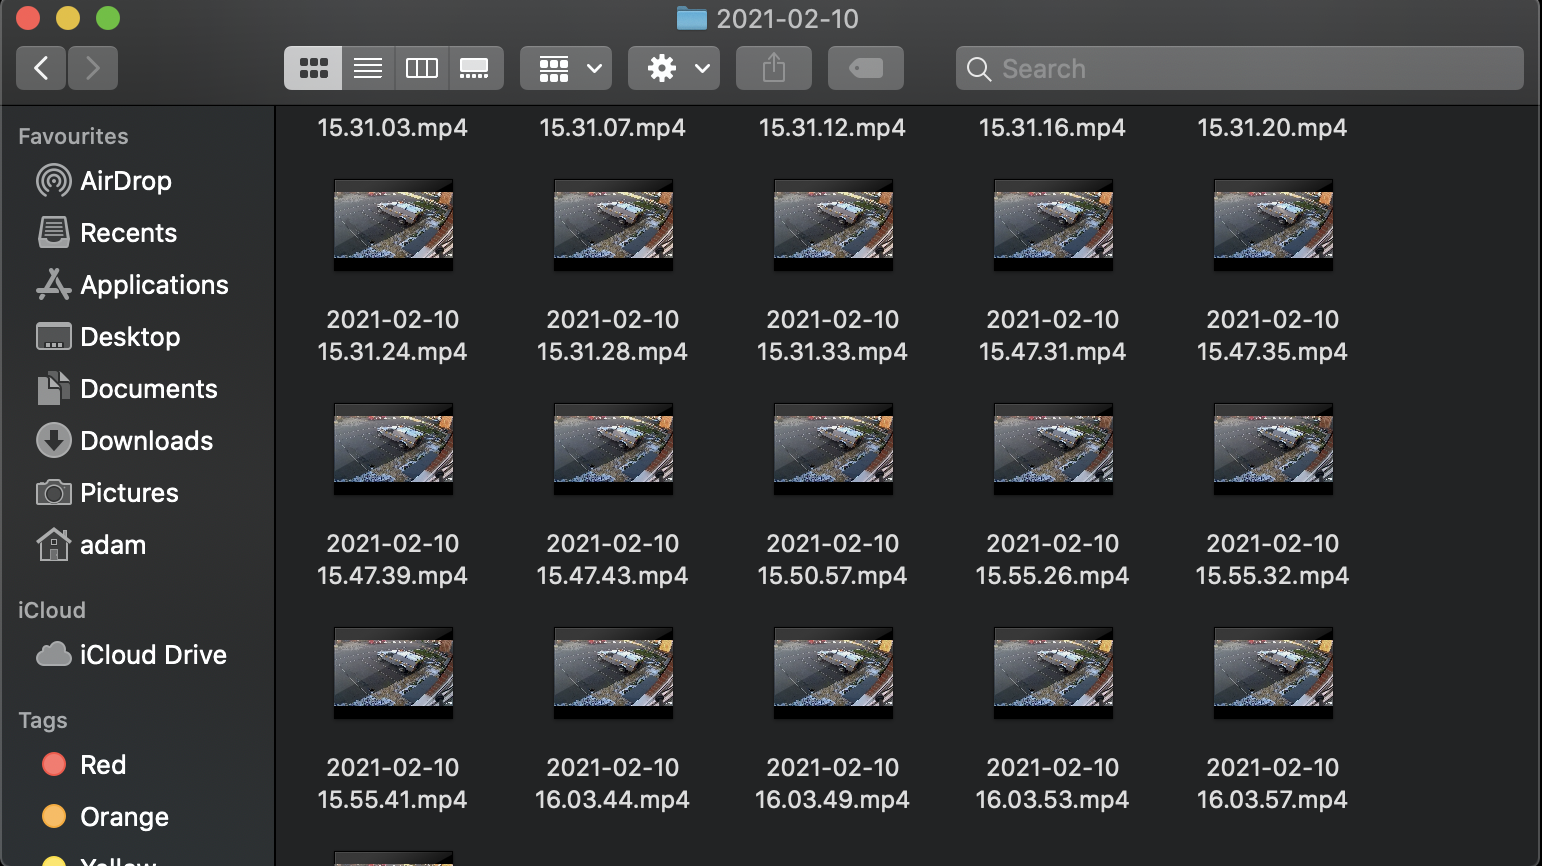 2021-02-10
Search
Favourites
AirDrop
Recents
Applications
Desktop
Documents
Downloads
Pictures
adam
iCloud
iCloud Drive
Tags
Red
Orange
Yellow
15.31.03.mp4
15.31.07.mp4
15.31.12.mp4
15.31.16.mp4
15.31.20.mp4
2021-02-10
15.31.24.mp4
2021-02-10
15.31.28.mp4
2021-02-10
15.31.33.mp4
2021-02-10
15.47.31.mp4
2021-02-10
15.47.35.mp4
2021-02-10
15.47.39.mp4
2021-02-10
15.47.43.mp4
2021-02-10
15.50.57.mp4
2021-02-10
15.55.26.mp4
2021-02-10
15.55.32.mp4
2021-02-10
15.55.41.mp4
2021-02-10
16.03.44.mp4
2021-02-10
16.03.49.mp4
2021-02-10
16.03.53.mp4
2021-02-10
16.03.57.mp4